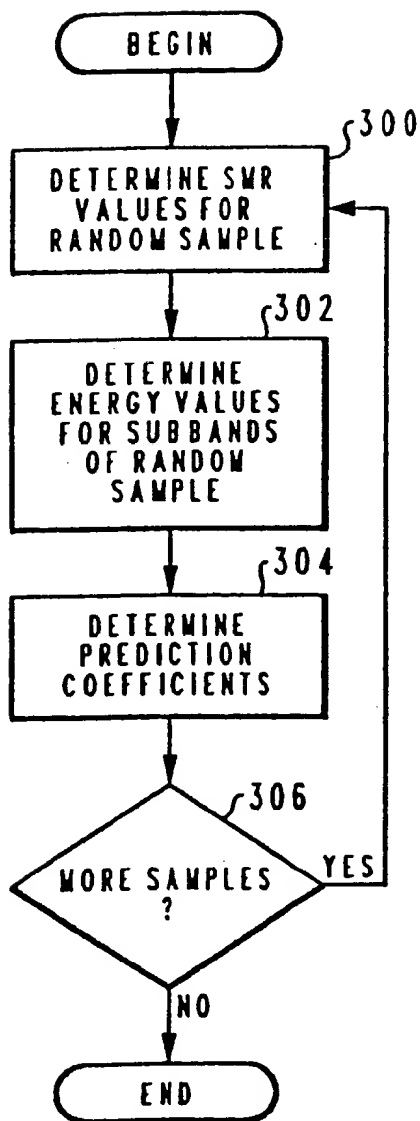 BEGIN
300
DETERMINE SMR
VALUES FOR
RANDOM SAMPLE
302
DETERMINE
ENERGY VALUES
FOR SUBBANDS
OF RANDOM
SAMPLE
304
DETERMINE
PREDICTION
COEFFICIENTS
306
MORE SAMPLES
?
YES
NO
END